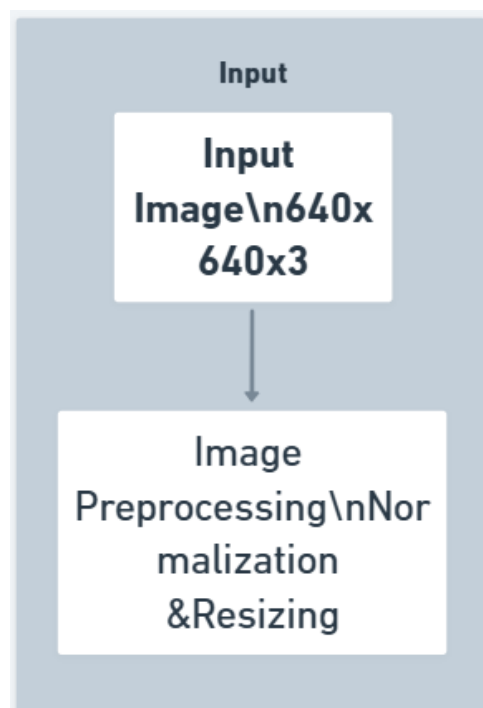 Input
Input
Image\n640x
640x3
Image
Preprocessing\nNor
malization
&Resizing